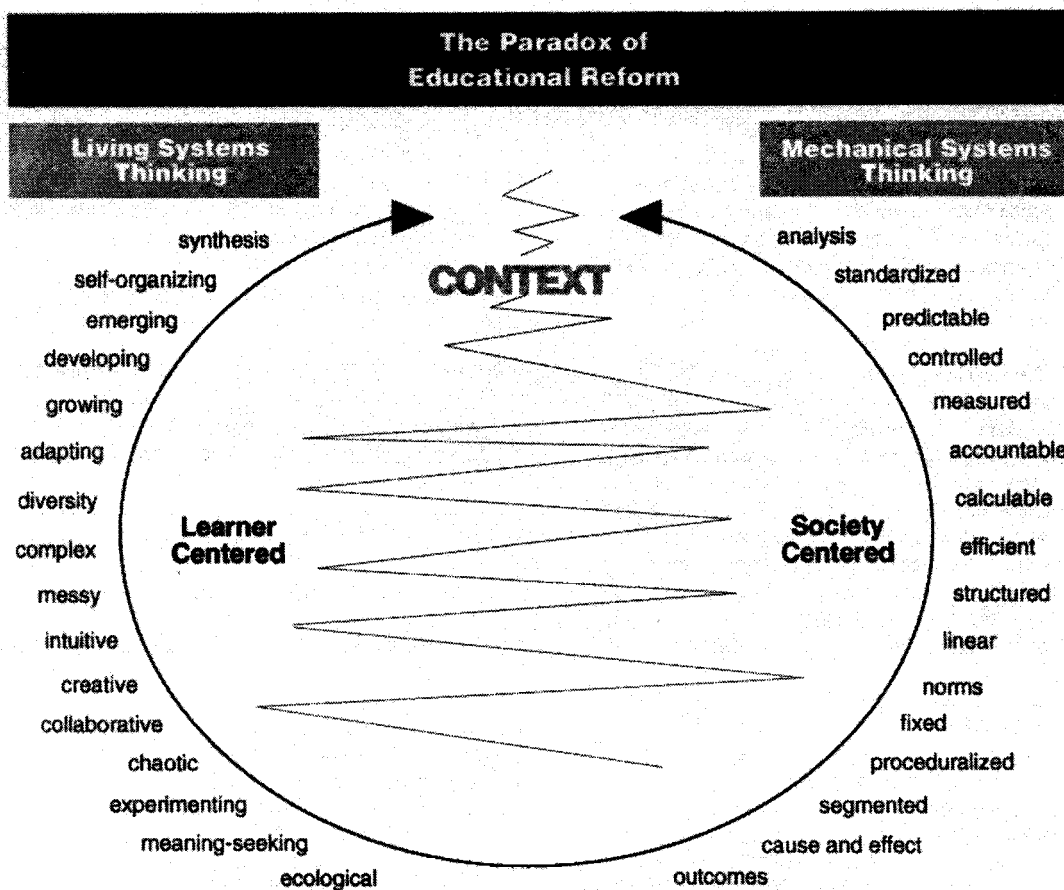 The Paradox of
Educational Reform
Living Systems
Thinking
Mechanical Systems
Thinking
synthesis
self-organizing
emerging
developing
growing
adapting
diversity
complex
messy
intuitive
creative
collaborative
chaotic
experimenting
meaning-seeking
ecological
CONTEXT
Learner
Centered
Society
Centered
analysis
standardized
predictable
controlled
measured
accountable
calculable
efficient
structured
linear
norms
fixed
proceduralized
segmented
cause and effect
outcomes